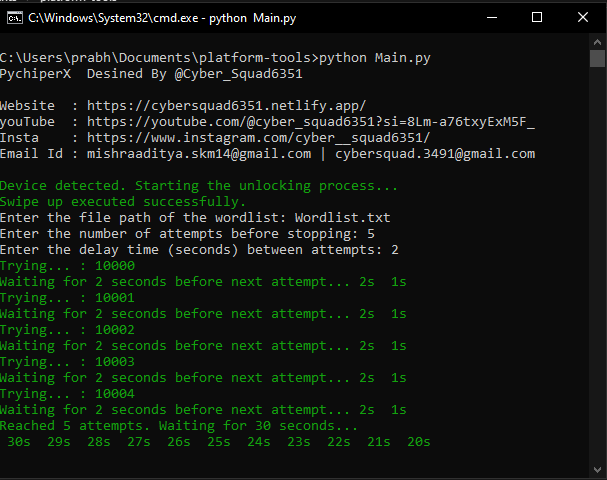 C:\Windows\System32\cmd.exe - python Main.py
C:\Users\prabh\Documents\platform-tools>python Main.py
PychiperX  Desined By @Cyber_Squad6351
Website  : https://cybersquad6351.netlify.app/
youTube  : https://youtube.com/@cyber_squad6351?si=8Lm-a76txyExM5F_
Insta    : https://www.instagram.com/cyber__squad6351/
Email Id : mishraaditya.skm14@gmail.com | cybersquad.3491@gmail.com
Device detected. Starting the unlocking process...
Swipe up executed successfully.
Enter the file path of the wordlist: Wordlist.txt
Enter the number of attempts before stopping: 5
Enter the delay time (seconds) between attempts: 2
Trying... : 10000
Waiting for 2 seconds before next attempt... 2s  1s
Trying... : 10001
Waiting for 2 seconds before next attempt... 2s  1s
Trying... : 10002
Waiting for 2 seconds before next attempt... 2s  1s
Trying... : 10003
Waiting for 2 seconds before next attempt... 2s  1s
Trying... : 10004
Waiting for 2 seconds before next attempt... 2s  1s
Reached 5 attempts. Waiting for 30 seconds...
30s  29s  28s  27s  26s  25s  24s  23s  22s  21s  20s